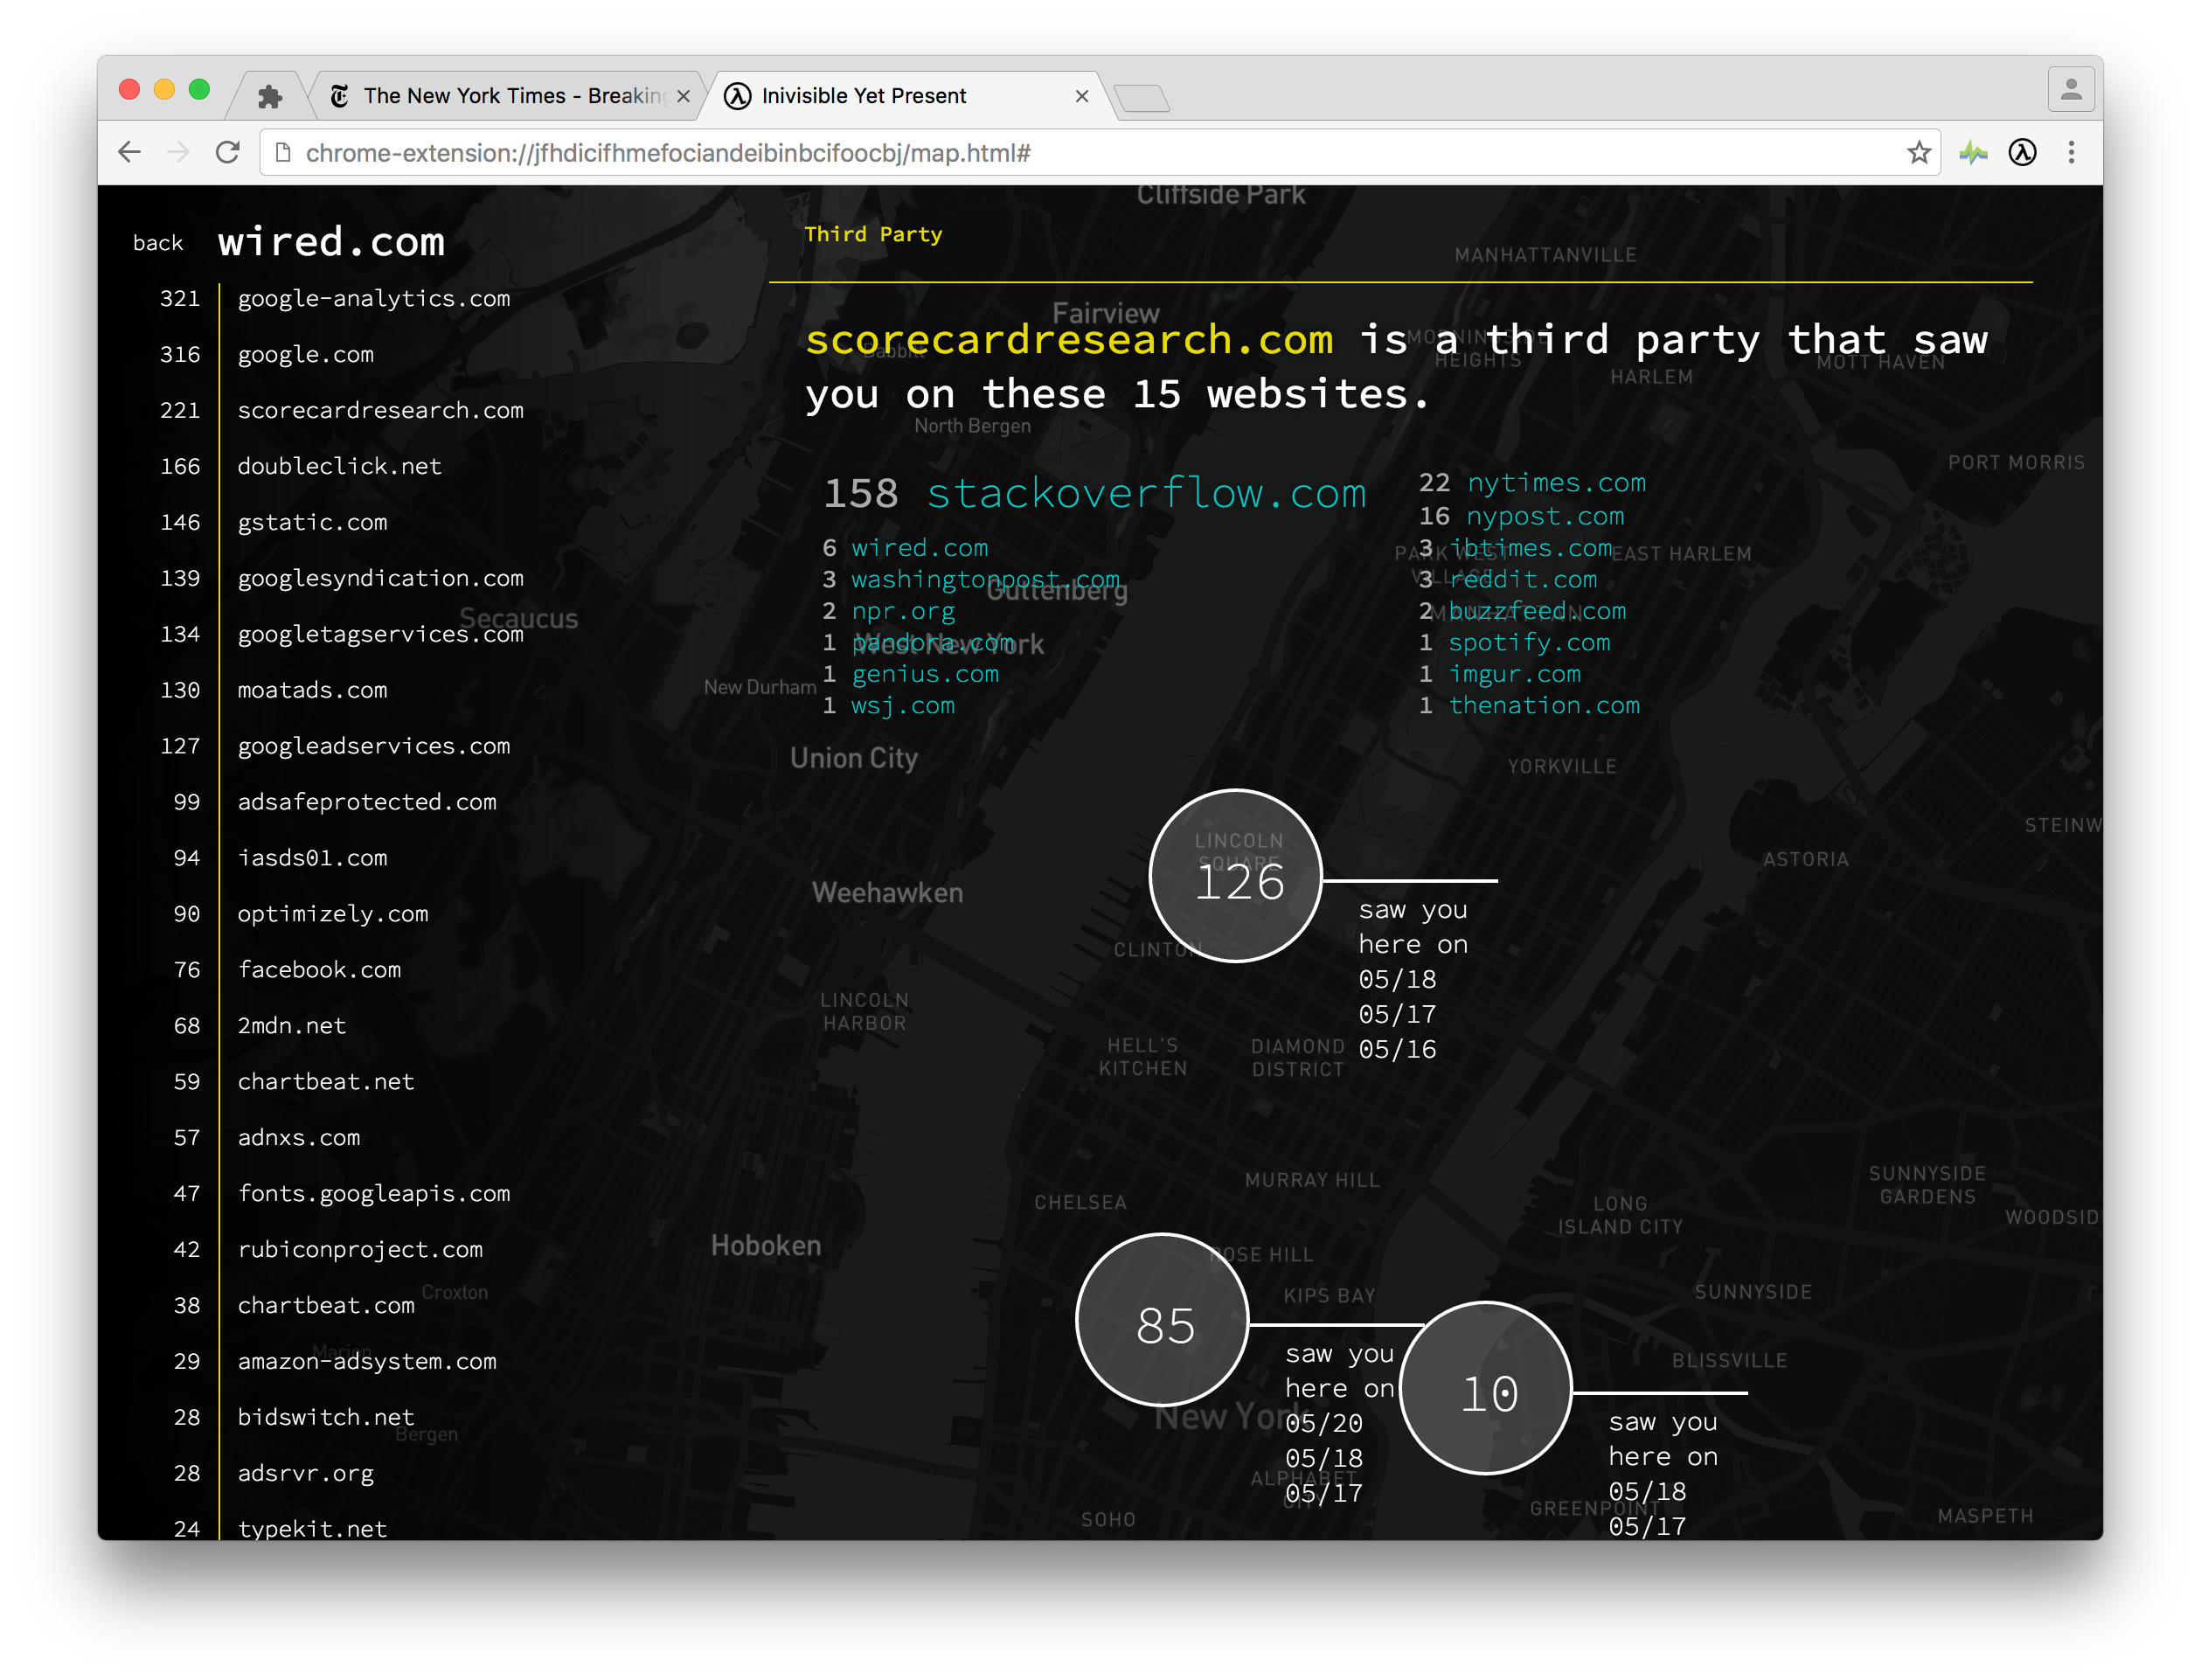 The New York Times - Breaking
Inivisible Yet Present
chrome-extension://jfhdicifhmefociandeibinbcifoocbj/map.html#
back wired.com
321 google-analytics.com
316 google.com
221 scorecardresearch.com
166 doubleclick.net
146 gstatic.com
139 googlesyndication.com
134 googletagservices.com
130 moatads.com
127 googleadservices.com
99 adsafeprotected.com
94 iasds01.com
90 optimizely.com
76 facebook.com
68 2mdn.net
59 chartbeat.net
57 adnxs.com
47 fonts.googleapis.com
42 rubiconproject.com
38 chartbeat.com
29 amazon-adsystem.com
28 bidswitch.net
28 adsrvr.org
24 typekit.net
Third Party
scorecardresearch.com is a third party that saw
you on these 15 websites.
158 stackoverflow.com
6 wired.com
3 washingtonpost.com
2 npr.org
1 pandora.com
1 genius.com
1 wsj.com
22 nytimes.com
16 nypost.com
3 ibtimes.com
3 reddit.com
2 buzzfeed.com
1 spotify.com
1 imgur.com
1 thenation.com
126
saw you
here on
05/18
05/17
05/16
85
saw you
here on
05/20
05/18
05/17
10
saw you
here on
05/18
05/17
Cliffside Park
MANHATTANVILLE
Fairview
Babbitt
MORNINGSIDE
HEIGHTS
MOTT HAVEN
HARLEM
North Bergen
PORT MORRIS
PARK WEST
VILLAGE
EAST HARLEM
Secaucus
Guttenberg
MANHATTAN
West New York
New Durham
Union City
YORKVILLE
STEINW
LINCOLN
SQUARE
ASTORIA
Weehawken
CLINTON
LINCOLN
HARBOR
HELL'S
KITCHEN
DIAMOND
DISTRICT
MURRAY HILL
CHELSEA
SUNNYSIDE
GARDENS
LONG
ISLAND CITY
WOODSID
Hoboken
ROSE HILL
KIPS BAY
SUNNYSIDE
Croxton
Marion
BLISSVILLE
New York
Bergen
ALPHABET
CITY
SOHO
GREENPOINT
MASPETH